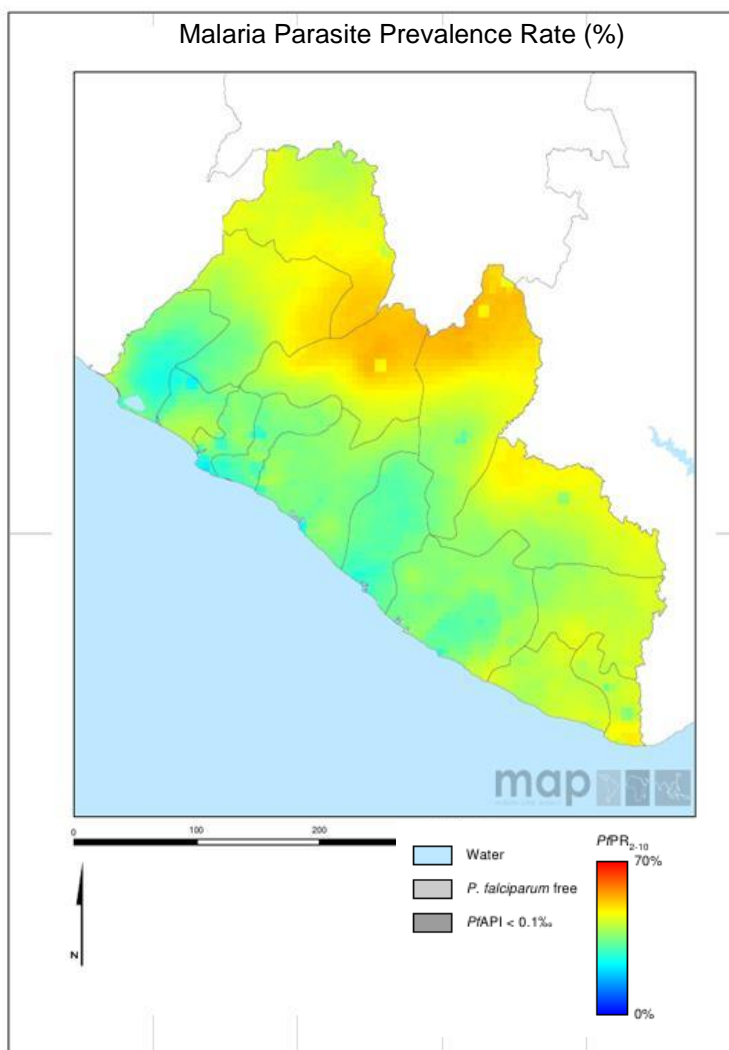 Malaria Parasite Prevalence Rate (%)
map
0 100 200
Water
P. falciparum free
PfAPI < 0.1‰
PfPR2-10
70%
0%
N